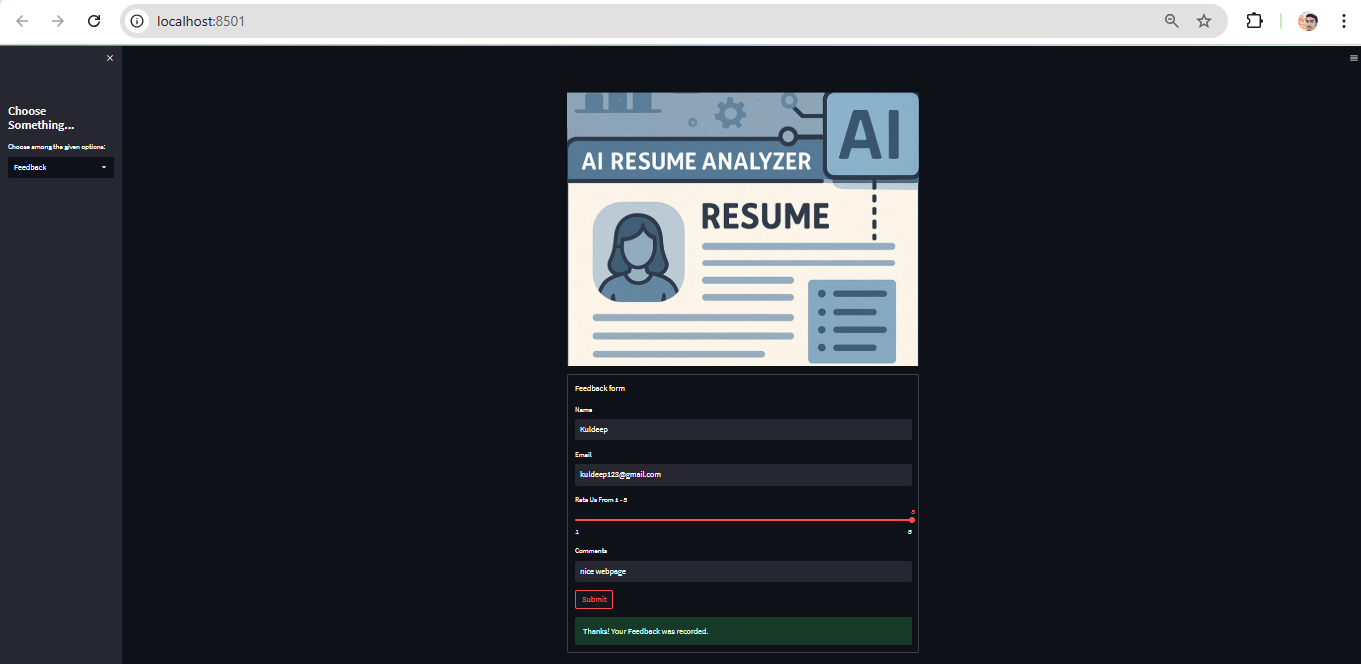 localhost:8501
Choose
Something...
Choose among the given options:
Feedback
AI
AI RESUME ANALYZER
RESUME
Feedback form
Name
Kuldeep
Email
kuldeep123@gmail.com
Rate Us From 1 - 5
5
1 5
Comments
nice webpage
Submit
Thanks! Your Feedback was recorded.